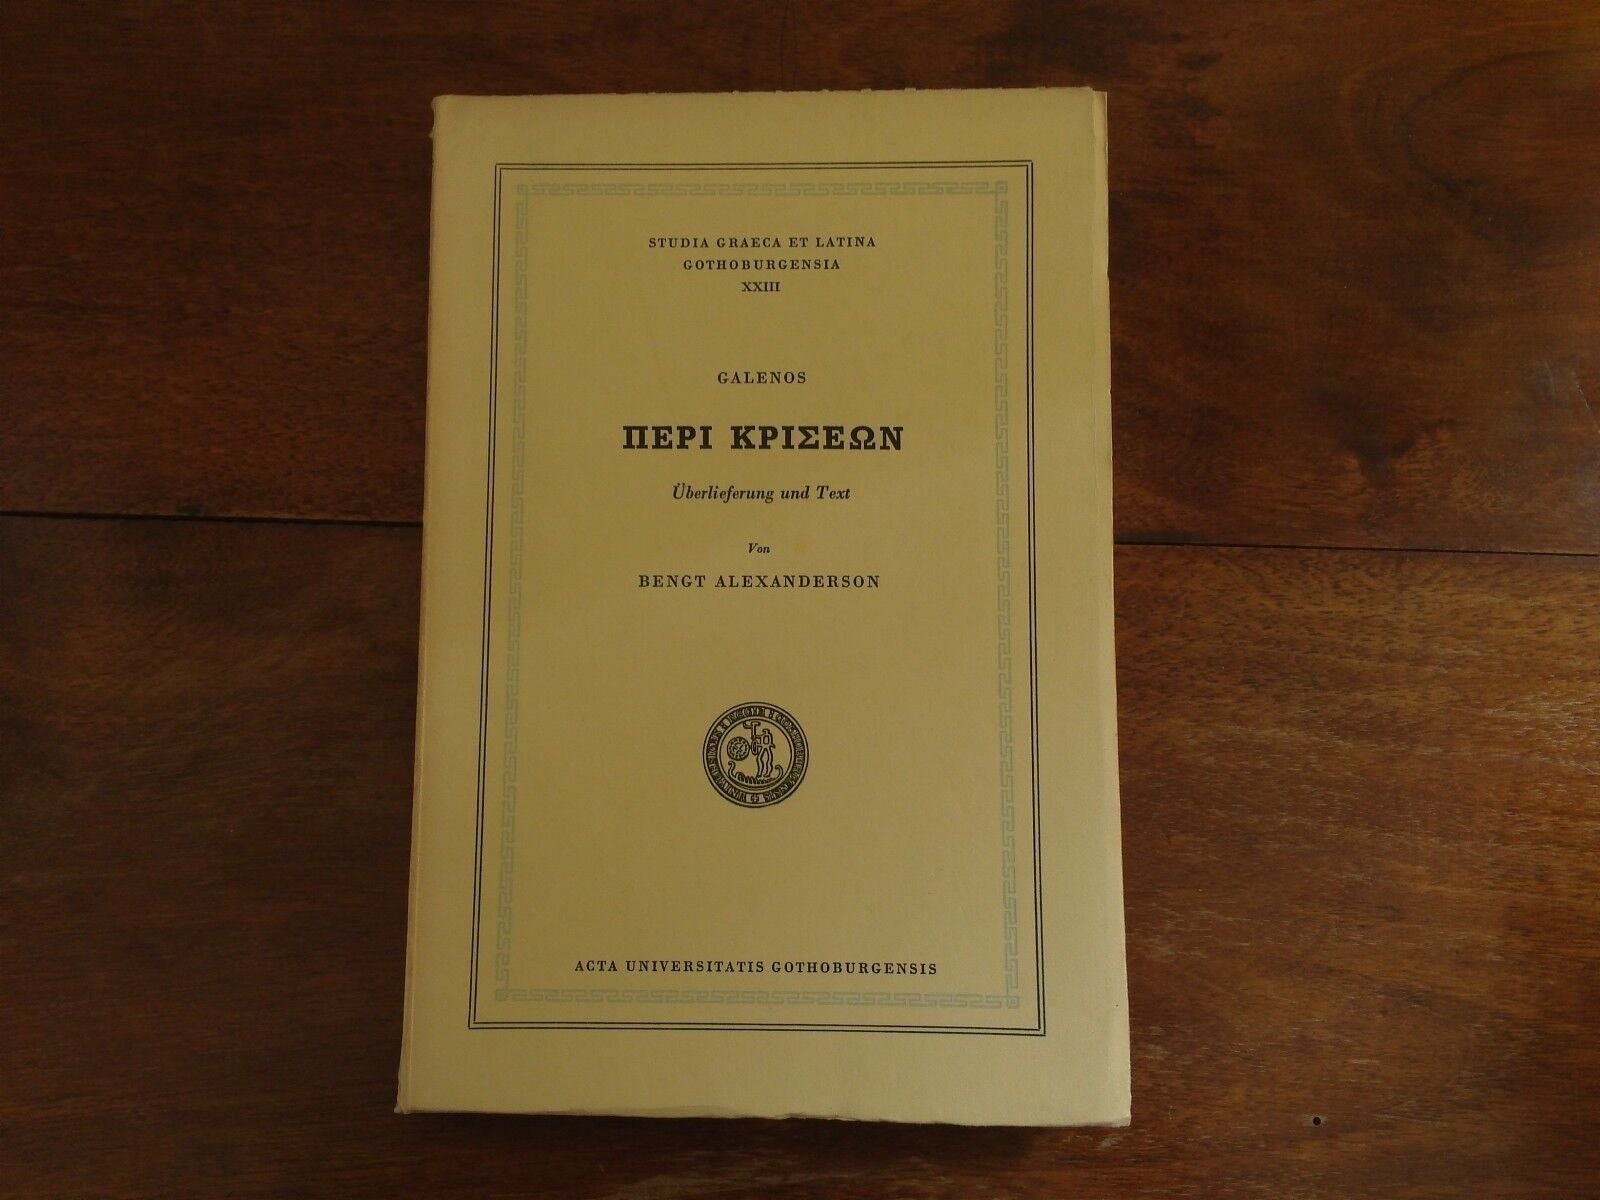 STUDIA GRAECA ET LATINA
GOTHOBURGENSIA
XXIII
GALENOS
ΠΕΡΙ ΚΡΙΣΕΩΝ
Überlieferung und Text
Von
BENGT ALEXANDERSON
ACTA UNIVERSITATIS GOTHOBURGENSIS